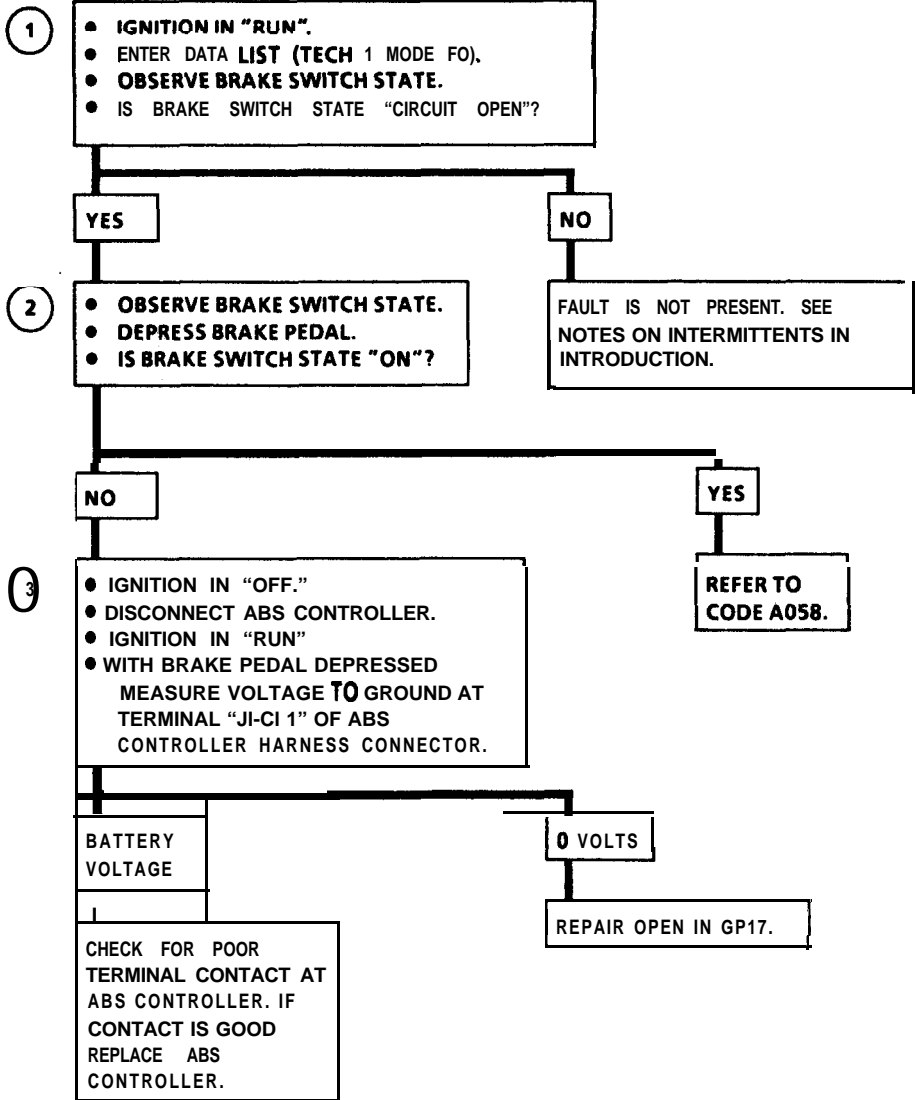 1
● IGNITION IN "RUN".
● ENTER DATA LIST (TECH 1 MODE FO).
● OBSERVE BRAKE SWITCH STATE.
● IS BRAKE SWITCH STATE "CIRCUIT OPEN"?
YES
NO
2
● OBSERVE BRAKE SWITCH STATE.
● DEPRESS BRAKE PEDAL.
● IS BRAKE SWITCH STATE "ON"?
FAULT IS NOT PRESENT. SEE
NOTES ON INTERMITTENTS IN
INTRODUCTION.
NO
YES
3
● IGNITION IN "OFF."
● DISCONNECT ABS CONTROLLER.
● IGNITION IN "RUN"
● WITH BRAKE PEDAL DEPRESSED
MEASURE VOLTAGE TO GROUND AT
TERMINAL "JI-CI 1" OF ABS
CONTROLLER HARNESS CONNECTOR.
REFER TO
CODE A058.
BATTERY
VOLTAGE
0 VOLTS
CHECK FOR POOR
TERMINAL CONTACT AT
ABS CONTROLLER. IF
CONTACT IS GOOD
REPLACE ABS
CONTROLLER.
REPAIR OPEN IN GP17.